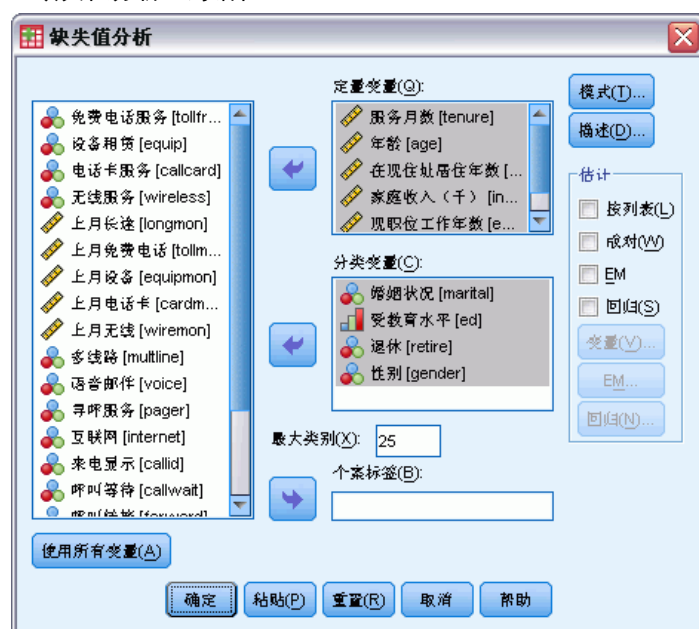 缺失值分析
定量变量(Q):
服务月数 [tenure]
年龄 [age]
在现住址居住年数 [...
家庭收入（千） [in...
现职位工作年数 [e...
模式(T)...
描述(D)...
免费电话服务 [tollfr...
设备租赁 [equip]
电话卡服务 [callcard]
无线服务 [wireless]
上月长途 [longmon]
上月免费电话 [tollm...
上月设备 [equipmon]
上月电话卡 [cardm...
上月无线 [wiremon]
多线路 [multline]
语音邮件 [voice]
寻呼服务 [pager]
互联网 [internet]
来电显示 [callid]
呼叫等待 [callwait]
估计
按列表(L)
成对(W)
EM
回归(S)
变量(V)...
EM...
回归(N)...
分类变量(C):
婚姻状况 [marital]
受教育水平 [ed]
退休 [retire]
性别 [gender]
最大类别(X): 25
个案标签(B):
使用所有变量(A)
确定
粘贴(P)
重置(R)
取消
帮助